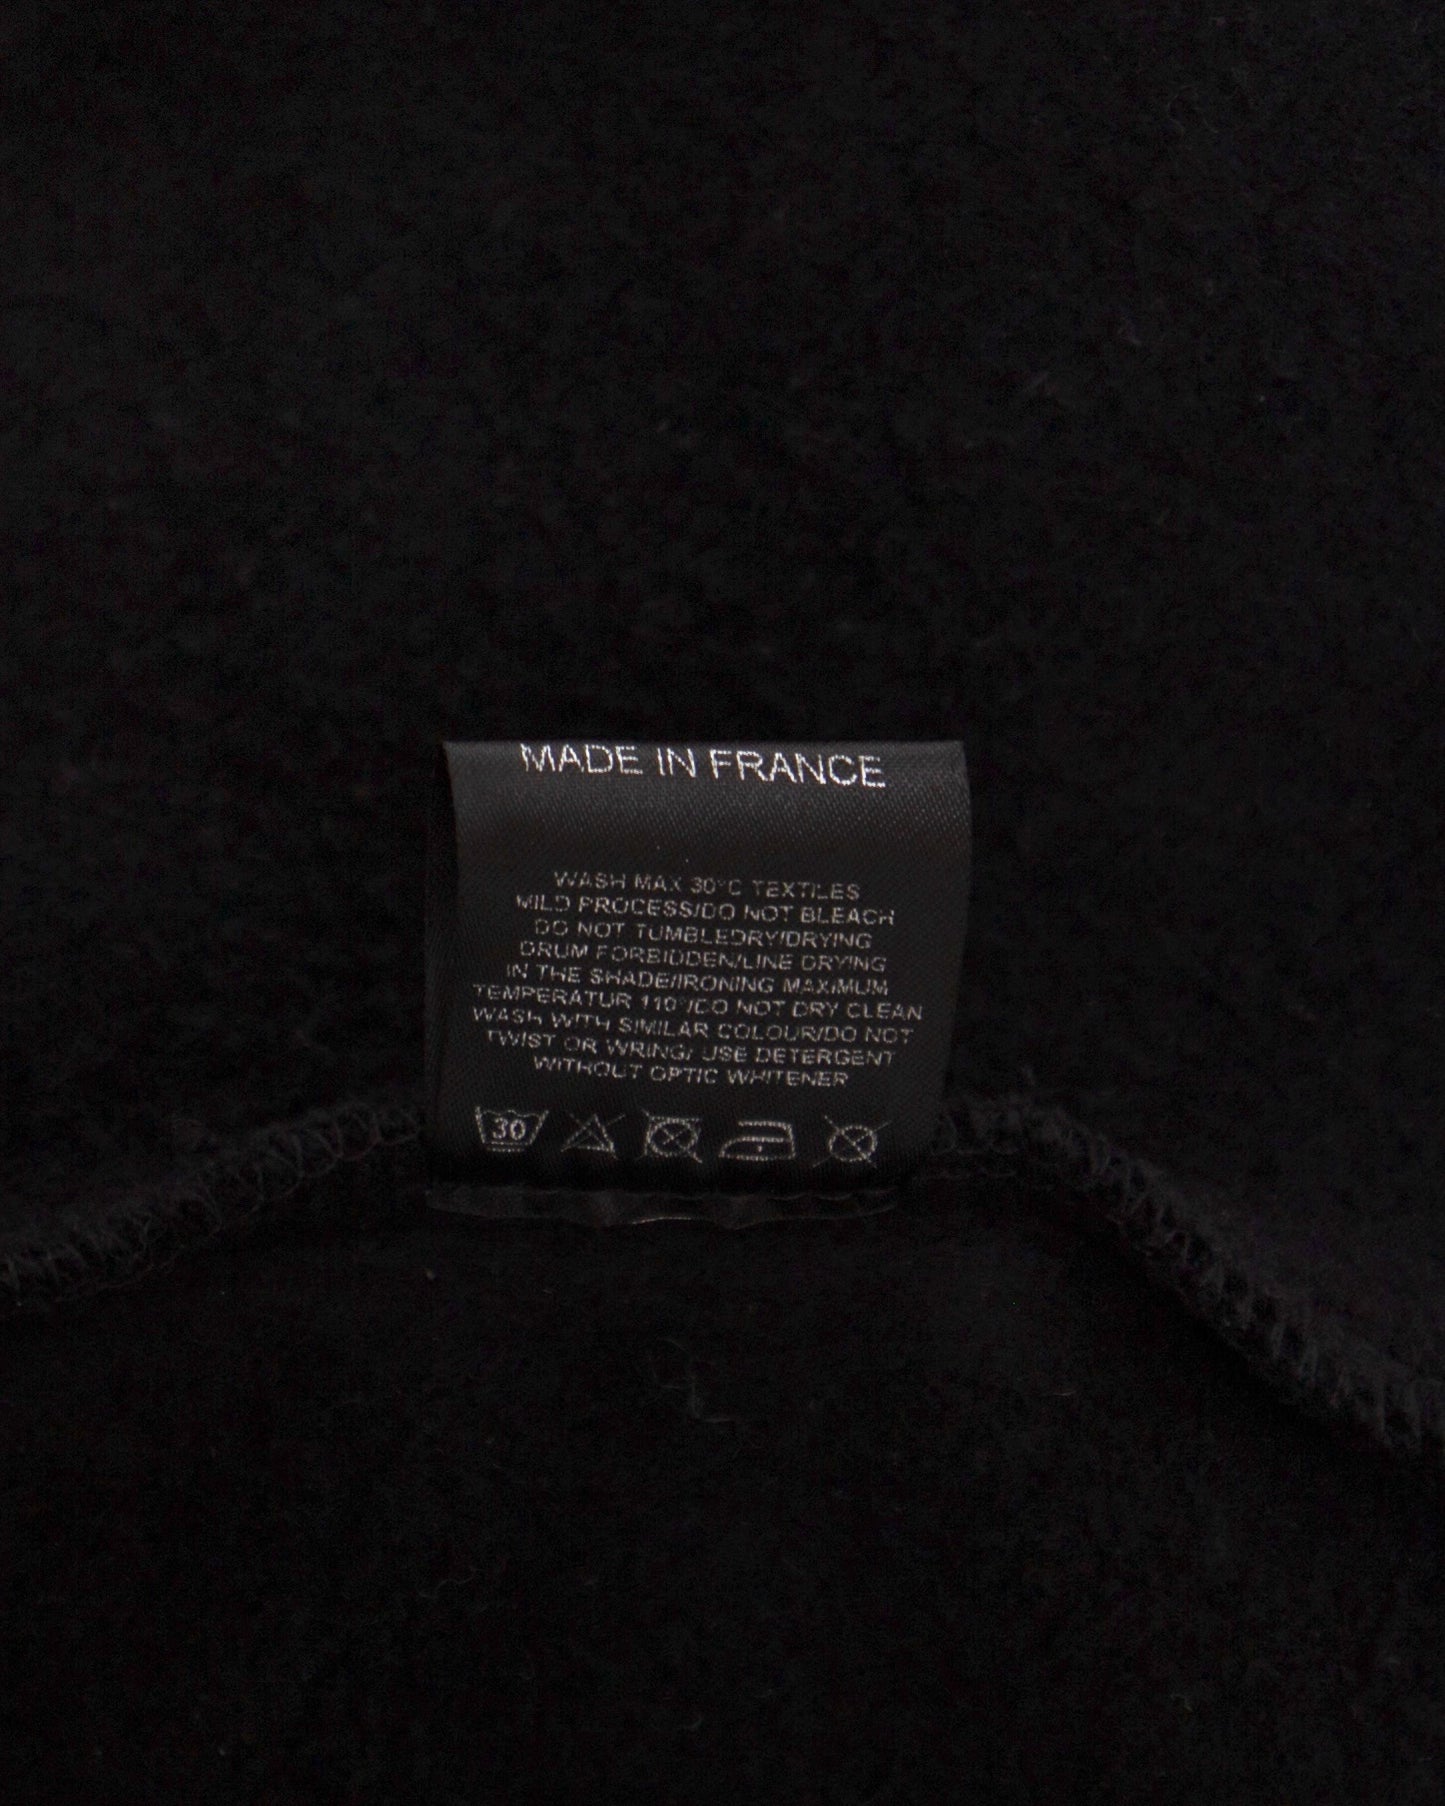 MADE IN FRANCE
WASH MAX 30°C TEXTILES
MILD PROCESS/DO NOT BLEACH
DO NOT TUMBLEDRY/DRYING
DRUM FORBIDDEN/LINE DRYING
IN THE SHADE/IRONING MAXIMUM
TEMPERATUR 110°/DO NOT DRY CLEAN
WASH WITH SIMILAR COLOUR/DO NOT
TWIST OR WRING/ USE DETERGENT
WITHOUT OPTIC WHITENER
30